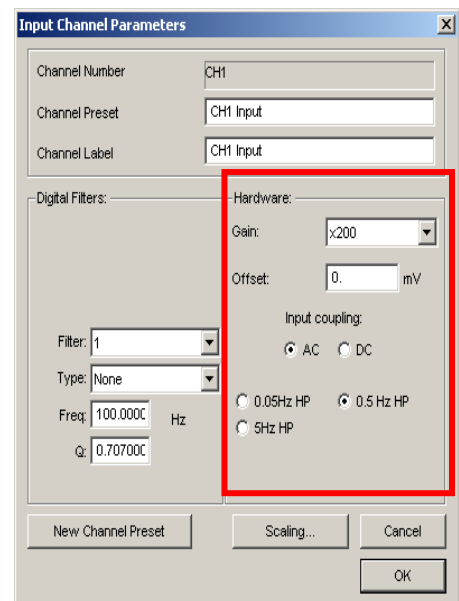 Input Channel Parameters
Channel Number CH1
Channel Preset CH1 Input
Channel Label CH1 Input
Digital Filters:
Filter: 1
Type: None
Freq: 100.000C Hz
Q: 0.70700C
Hardware:
Gain: x200
Offset: 0. mV
Input coupling:
AC DC
0.05Hz HP 0.5 Hz HP
5Hz HP
New Channel Preset Scaling... Cancel
OK